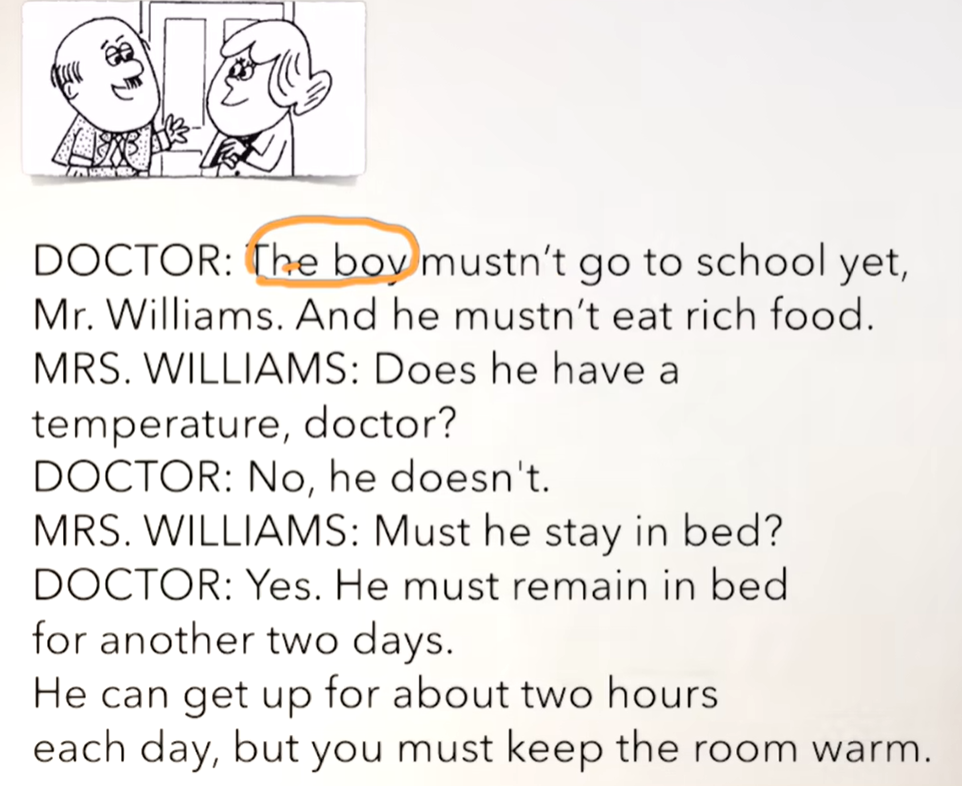 DOCTOR: The boy mustn't go to school yet,
Mr. Williams. And he mustn't eat rich food.
MRS. WILLIAMS: Does he have a
temperature, doctor?
DOCTOR: No, he doesn't.
MRS. WILLIAMS: Must he stay in bed?
DOCTOR: Yes. He must remain in bed
for another two days.
He can get up for about two hours
each day, but you must keep the room warm.